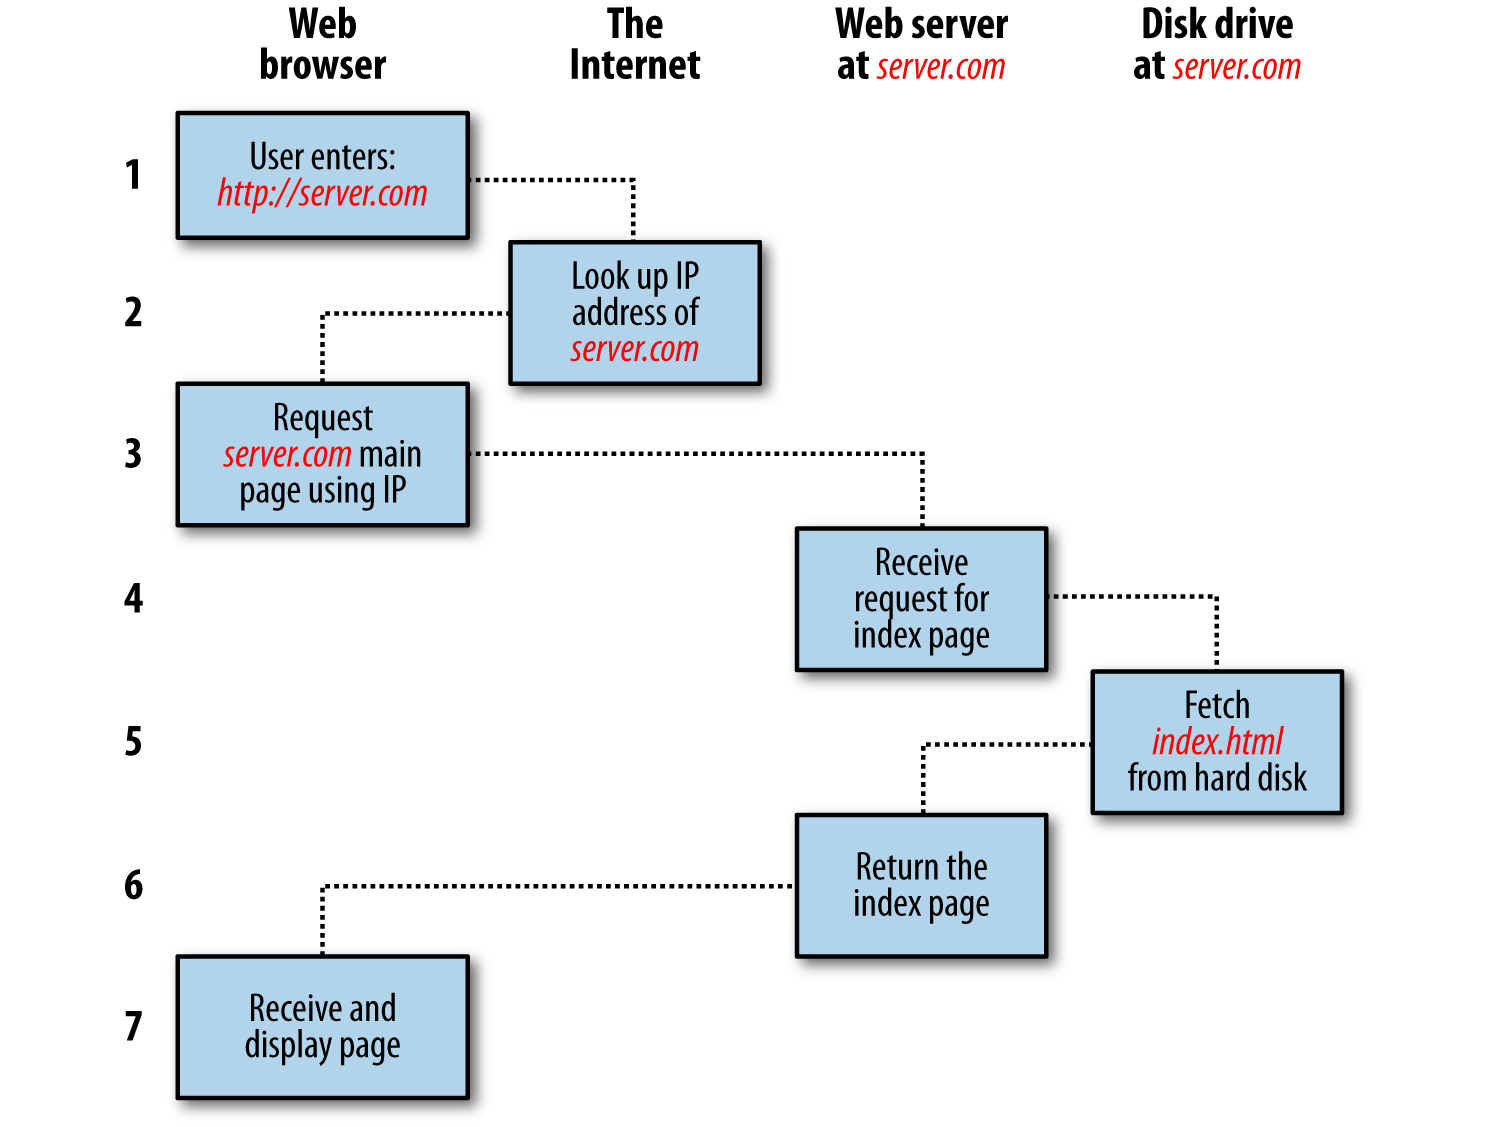 Web
browser
The
Internet
Web server
at server.com
Disk drive
at server.com
1
User enters:
http://server.com
2
Look up IP
address of
server.com
3
Request
server.com main
page using IP
4
Receive
request for
index page
5
Fetch
index.html
from hard disk
6
Return the
index page
7
Receive and
display page